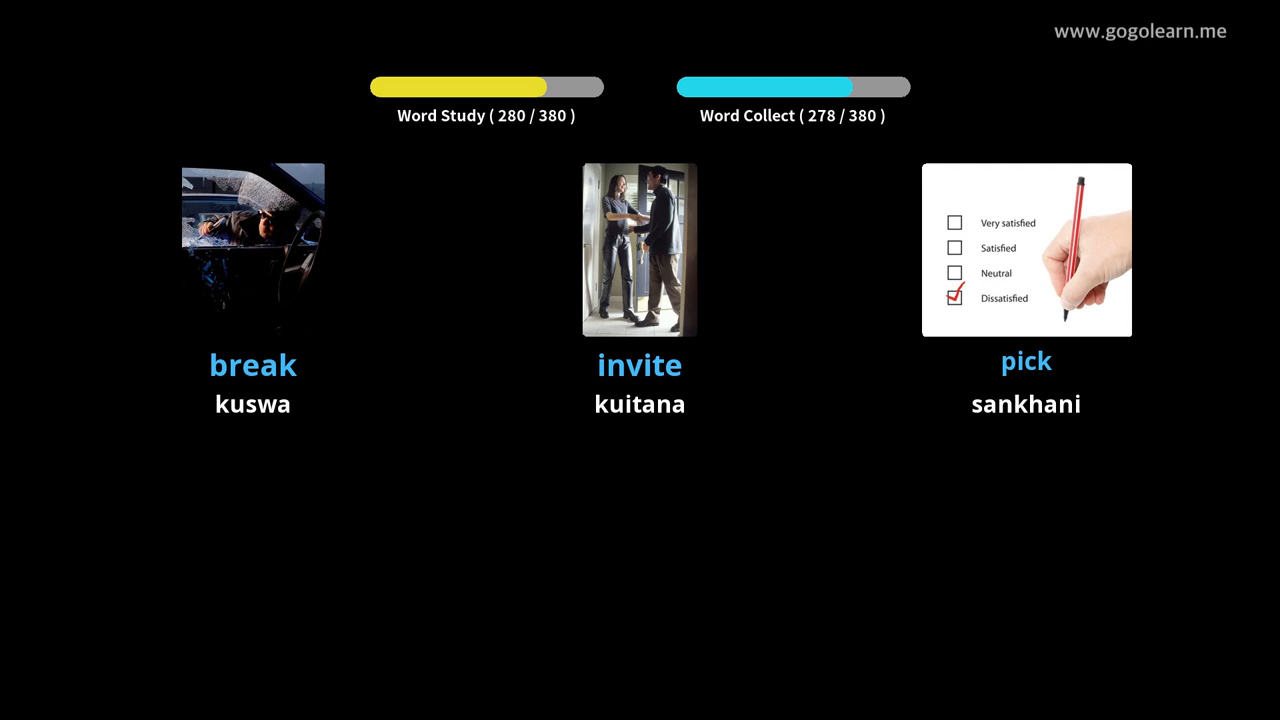 www.gogolearn.me
Word Study ( 280 / 380 )
Word Collect ( 278 / 380 )
Very satisfied
Satisfied
Neutral
Dissatisfied
break
invite
pick
kuswa
kuitana
sankhani